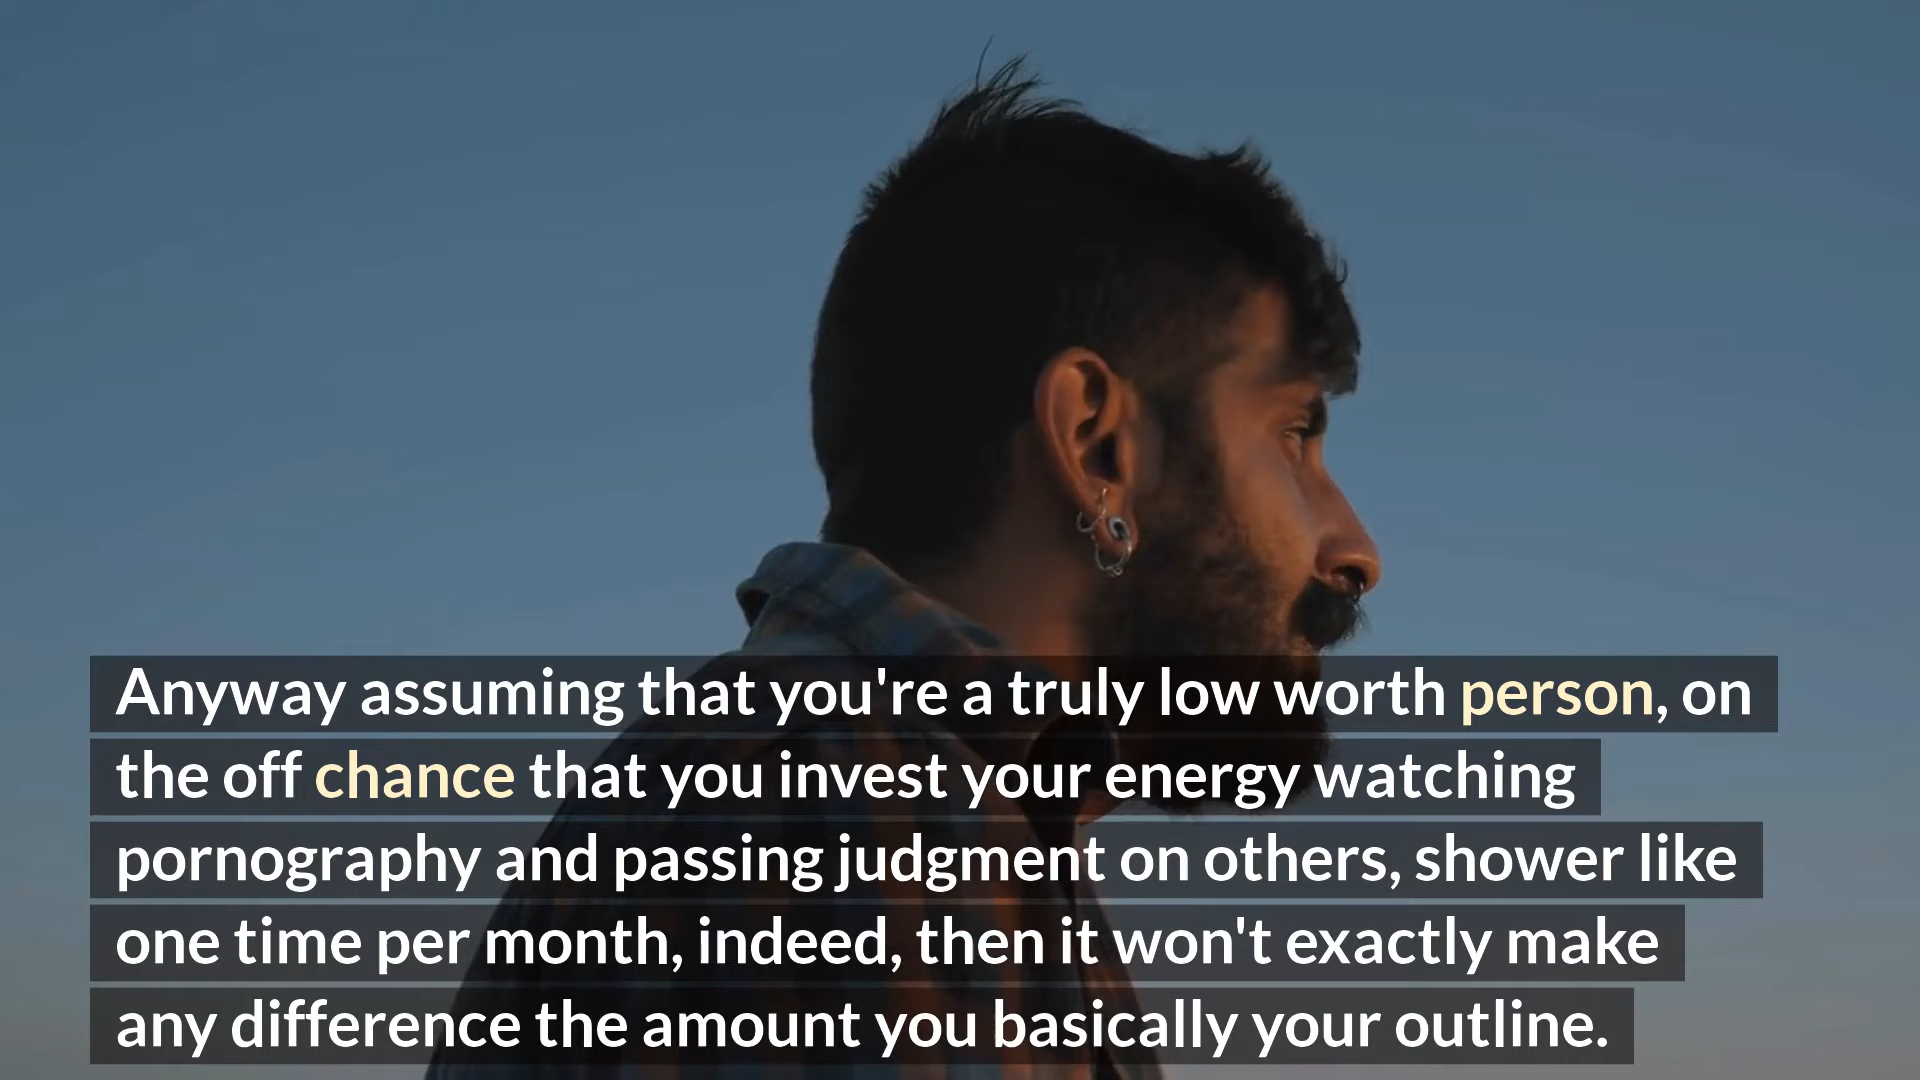 Anyway assuming that you're a truly low worth person, on
the off chance that you invest your energy watching
pornography and passing judgment on others, shower like
one time per month, indeed, then it won't exactly make
any difference the amount you basically your outline.